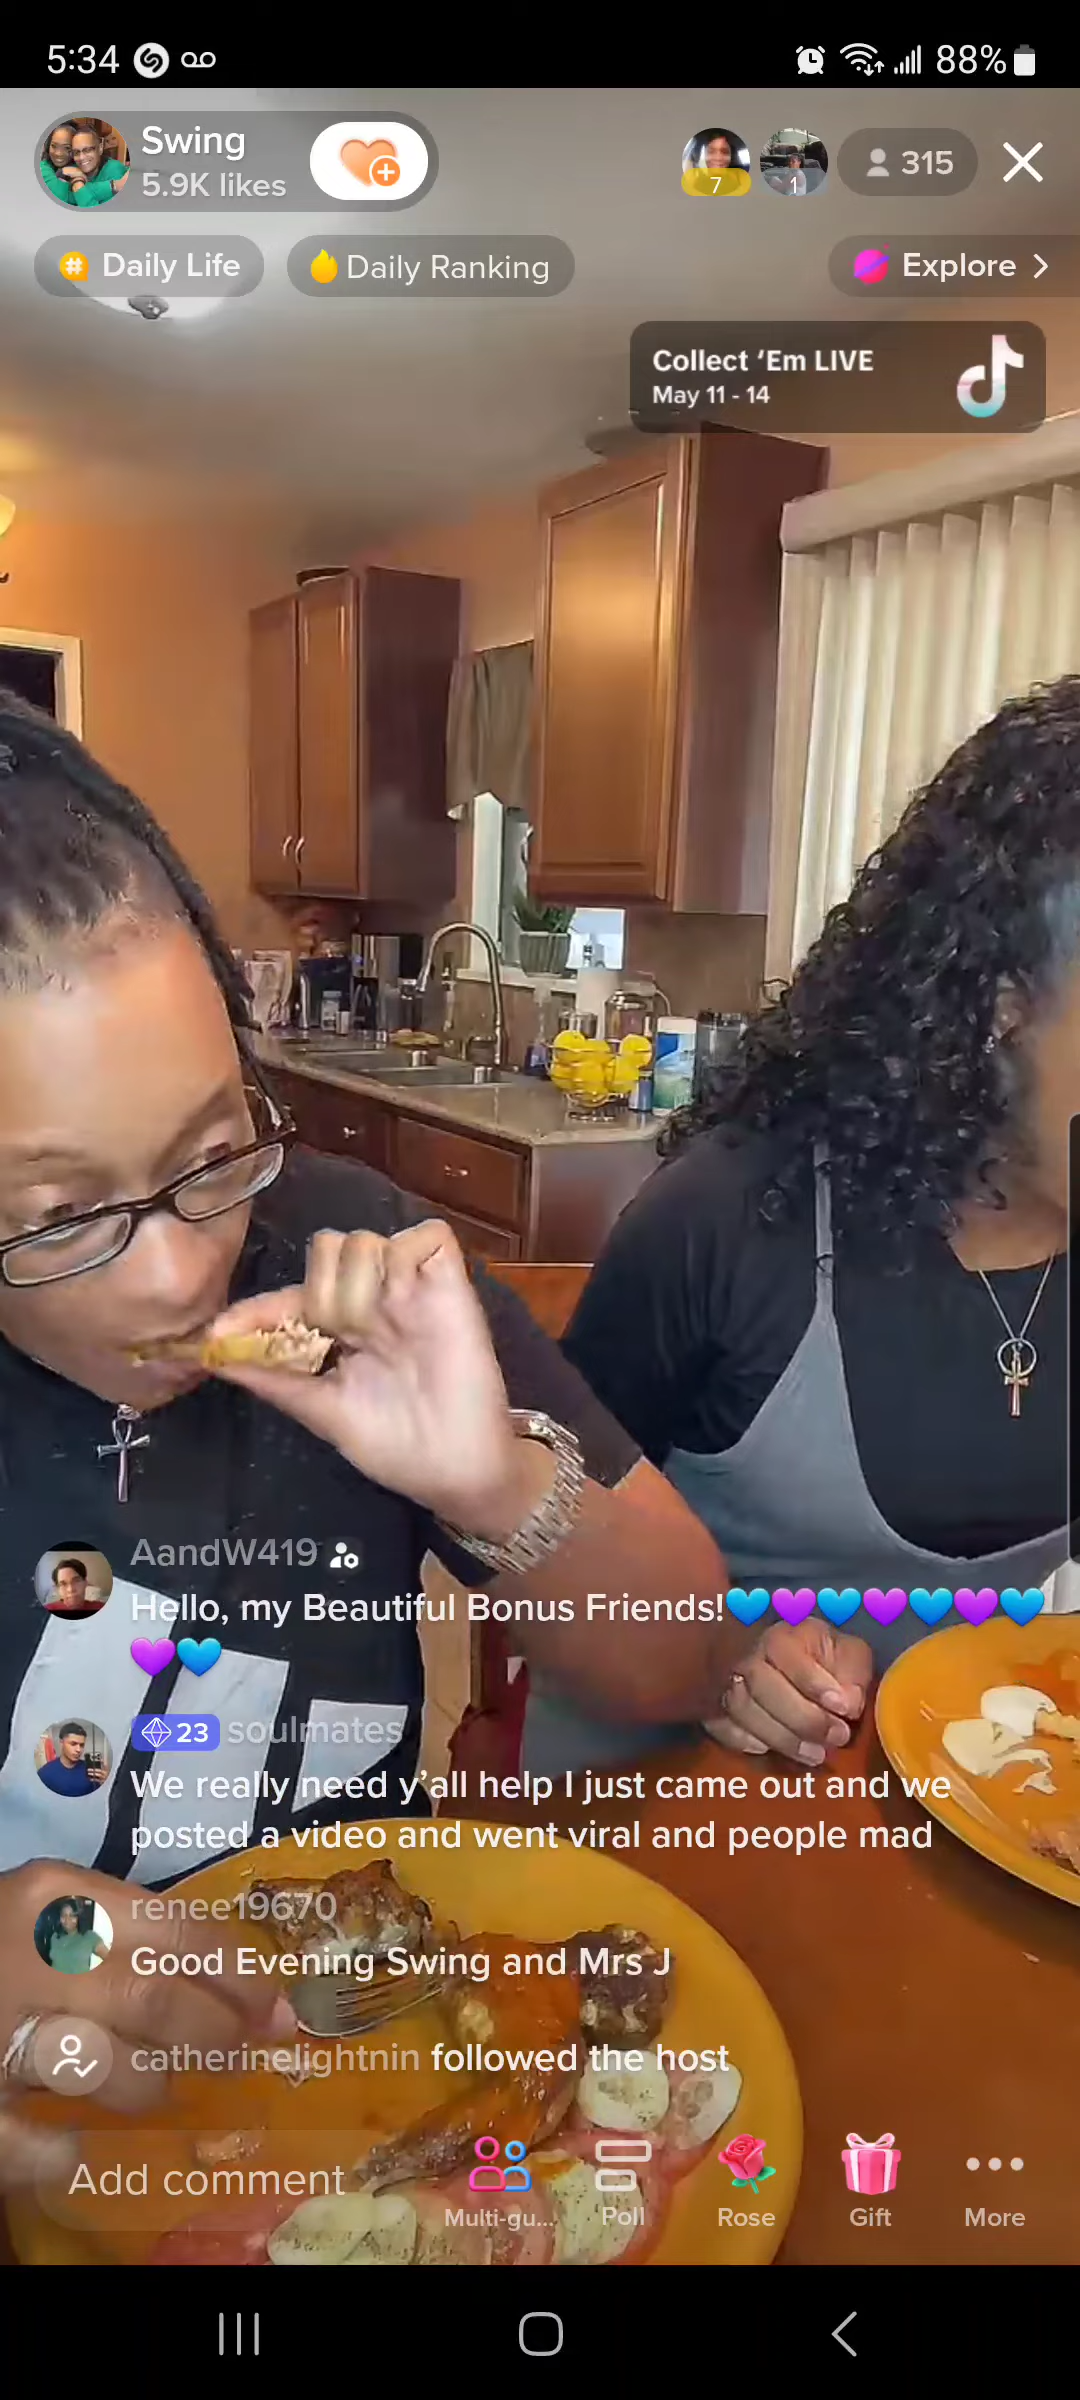 5:34 88%
Swing
5.9K likes
7 1 315
Daily Life Daily Ranking Explore
Collect ‘Em LIVE
May 11 - 14
AandW419
Hello, my Beautiful Bonus Friends!💙💜💙💜💙💜💙
💜💙
23 soulmates
We really need y’all help I just came out and we
posted a video and went viral and people mad
renee19670
Good Evening Swing and Mrs J
catherinelightnin followed the host
Add comment
Multi-gu... Poll Rose Gift More